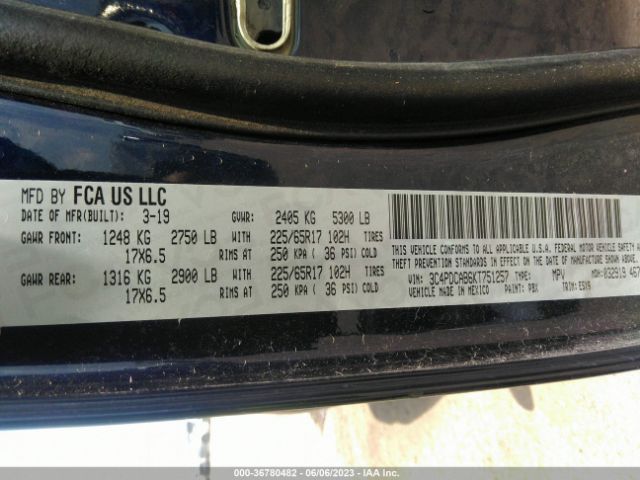 MFD BY FCA US LLC
DATE OF MFR(BUILT): 3-19 GVWR: 2405 KG 5300 LB
GAWR FRONT: 1248 KG 2750 LB WITH 225/65R17 102H TIRES
17X6.5 RIMS AT 250 KPA ( 36 PSI) COLD
GAWR REAR: 1316 KG 2900 LB WITH 225/65R17 102H TIRES
17X6.5 RIMS AT 250 KPA ( 36 PSI) COLD
THIS VEHICLE CONFORMS TO ALL APPLICABLE U.S.A. FEDERAL MOTOR VEHICLE
THEFT PREVENTION STANDARDS IN EFFECT ON THE DATE OF MANUFACTURE SHOWN ABOVE.
VIN: 3C4PDCAB6KT751257 TYPE: MPV MDH: 032919 467
VEHICLE MADE IN MEXICO PAINT: PBX TRIM: E5X9
000-36780482 - 06/06/2023 - IAA Inc.